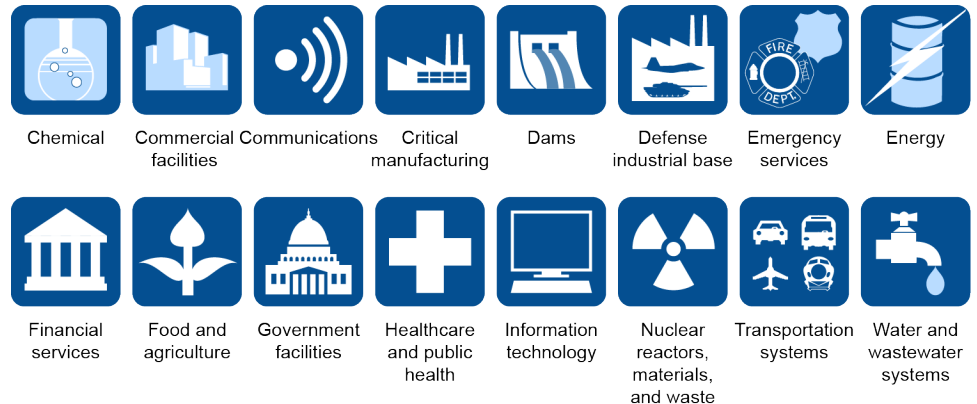 FIRE
DEPT.
Chemical
Commercial
facilities
Communications
Critical
manufacturing
Dams
Defense
industrial base
Emergency
services
Energy
Financial
services
Food and
agriculture
Government
facilities
Healthcare
and public
health
Information
technology
Nuclear
reactors,
materials,
and waste
Transportation
systems
Water and
wastewater
systems